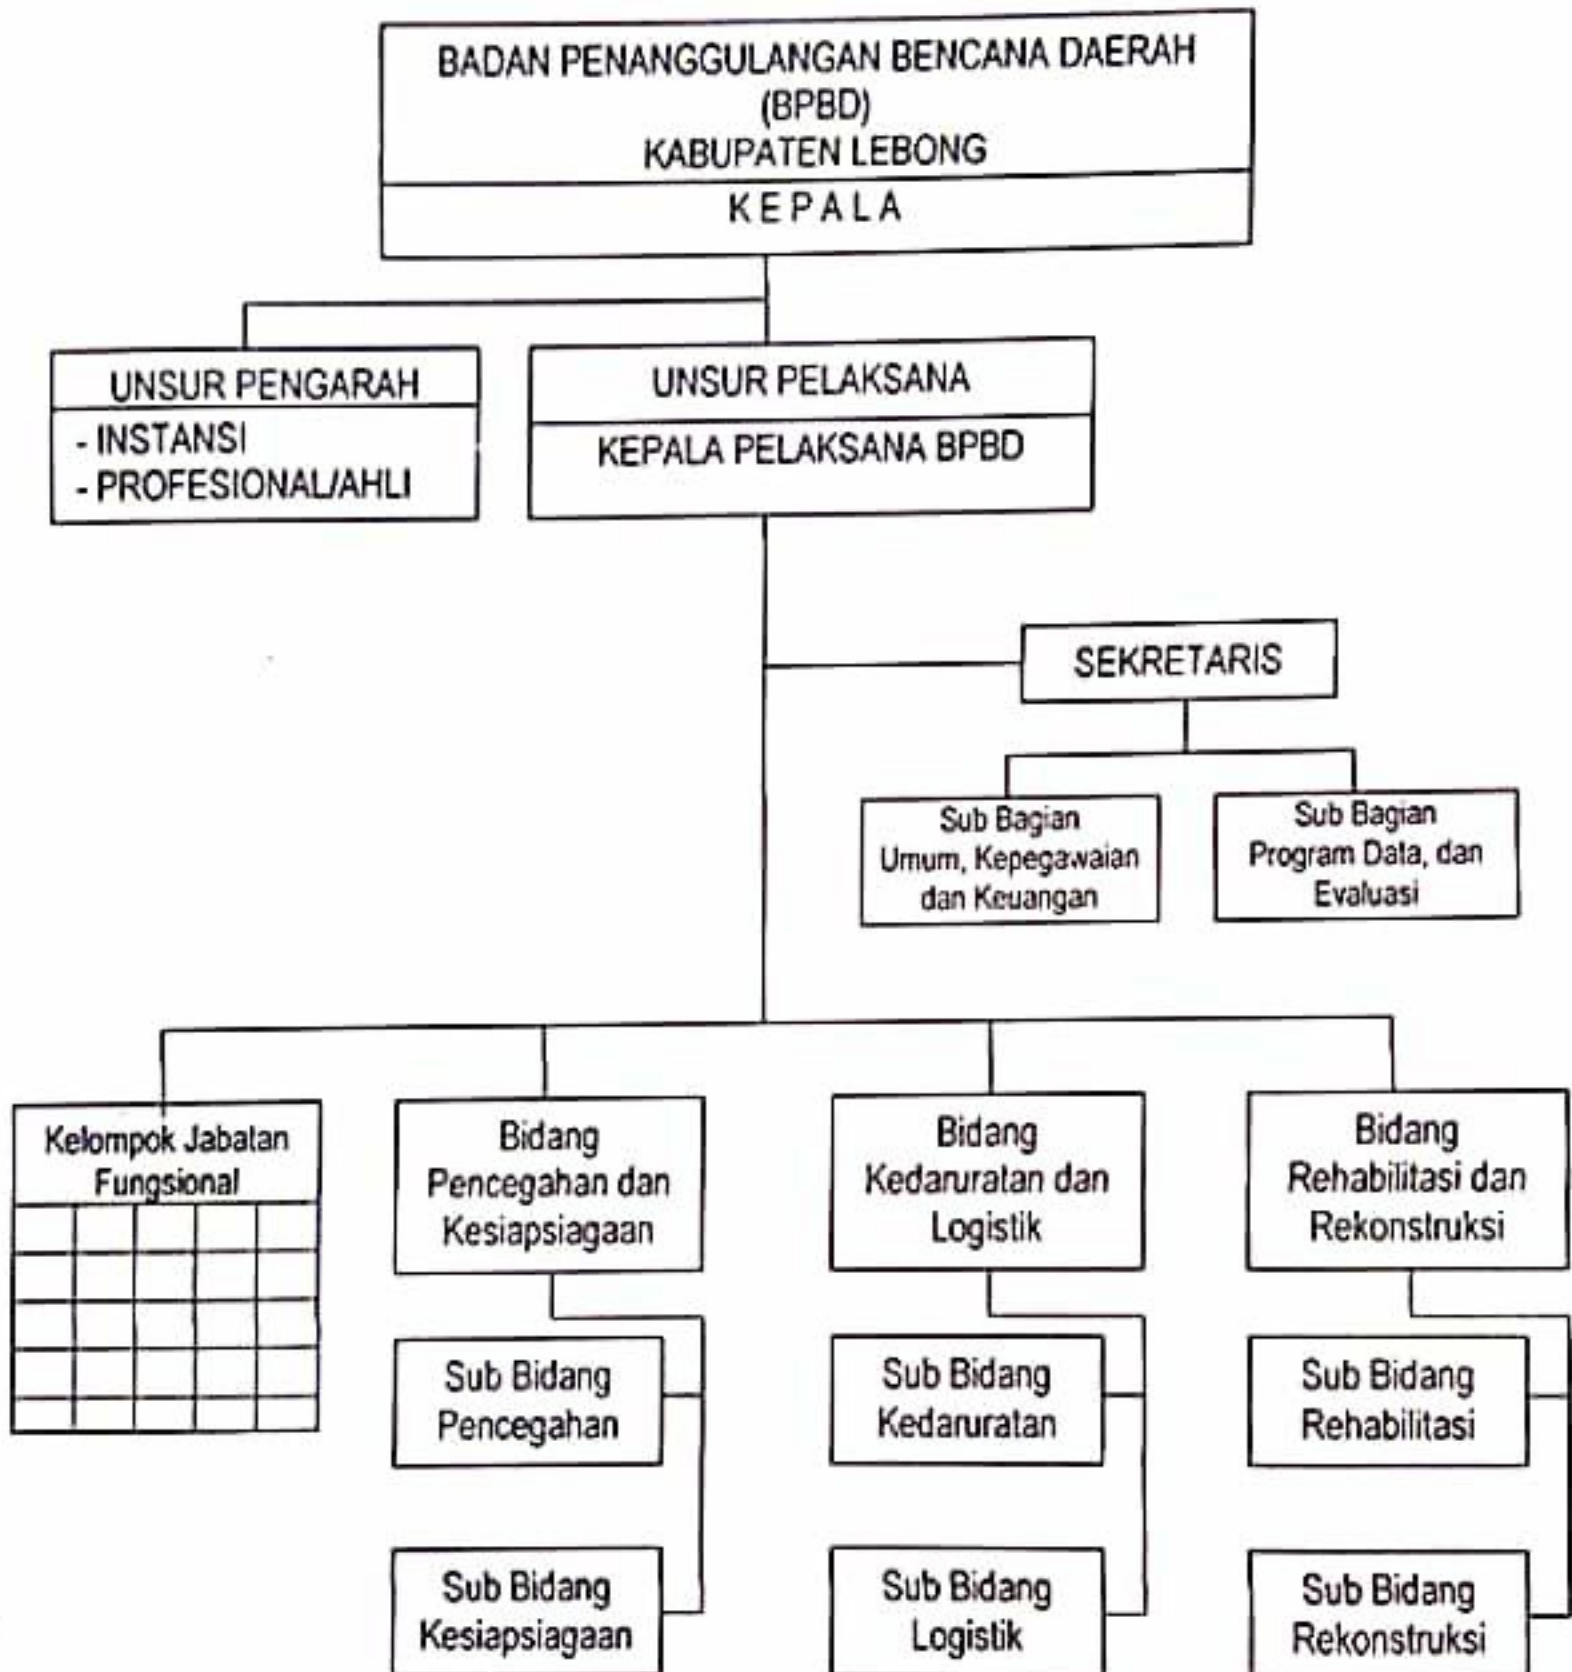 BADAN PENANGGULANGAN BENCANA DAERAH
(BPBD)
KABUPATEN LEBONG
KEPALA
UNSUR PENGARAH
- INSTANSI
- PROFESIONAL/AHLI
UNSUR PELAKSANA
KEPALA PELAKSANA BPBD
SEKRETARIS
Sub Bagian
Umum, Kepegawaian
dan Keuangan
Sub Bagian
Program Data, dan
Evaluasi
Kelompok Jabatan
Fungsional
Bidang
Pencegahan dan
Kesiapsiagaan
Bidang
Kedaruratan dan
Logistik
Bidang
Rehabilitasi dan
Rekonstruksi
Sub Bidang
Pencegahan
Sub Bidang
Kedaruratan
Sub Bidang
Rehabilitasi
Sub Bidang
Kesiapsiagaan
Sub Bidang
Logistik
Sub Bidang
Rekonstruksi